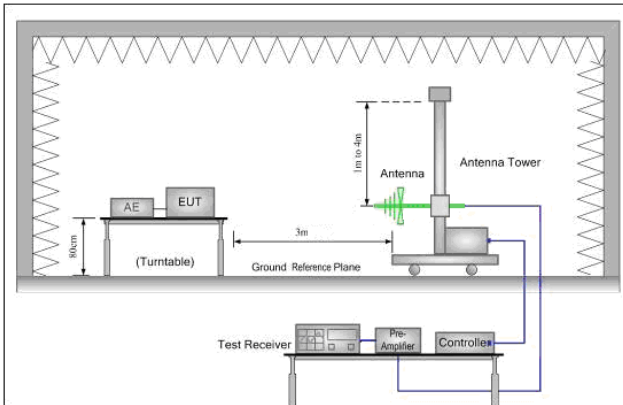 1m to 4m
Antenna
Antenna Tower
AE
EUT
3m
80cm
(Turntable)
Ground Reference Plane
Test Receiver
Pre-
Amplifier
Controller